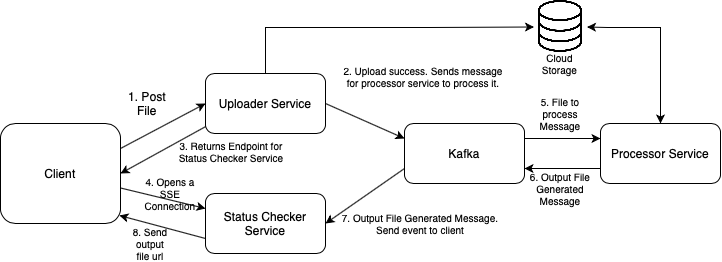 Cloud
Storage
1. Post
File
Uploader Service
2. Upload success. Sends message
for processor service to process it.
3. Returns Endpoint for
Status Checker Service
Client
Kafka
5. File to
process
Message
Processor Service
6. Output File
Generated
Message
4. Opens a
SSE
Connection
Status Checker
Service
7. Output File Generated Message.
Send event to client
8. Send
output
file url